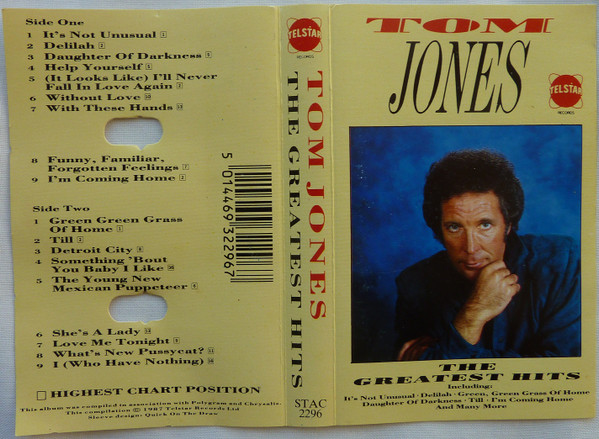 Side One
1 It's Not Unusual
2 Delilah
3 Daughter Of Darkness
4 Help Yourself
5 (It Looks Like) I'll Never
Fall In Love Again
6 Without Love
7 With These Hands
8 Funny, Familiar,
Forgotten Feelings
9 I'm Coming Home
Side Two
1 Green Green Grass
Of Home
2 Till
3 Detroit City
4 Something 'Bout
You Baby I Like
5 The Young New
Mexican Puppeteer
6 She's A Lady
7 Love Me Tonight
8 What's New Pussycat?
9 I (Who Have Nothing)
HIGHEST CHART POSITION
This album was compiled in association with Polygram and Chrysalis.
This compilation © 1987 Telstar Records Ltd
Sleeve design: Quick On The Draw
5 014469 322967
TELSTAR
RECORDS
TOM JONES
THE GREATEST HITS
STAC
2296
TOM
JONES
TELSTAR
RECORDS
THE
GREATEST HITS
Including:
It's Not Unusual · Delilah · Green, Green Grass Of Home
Daughter Of Darkness · Till · I'm Coming Home
And Many More